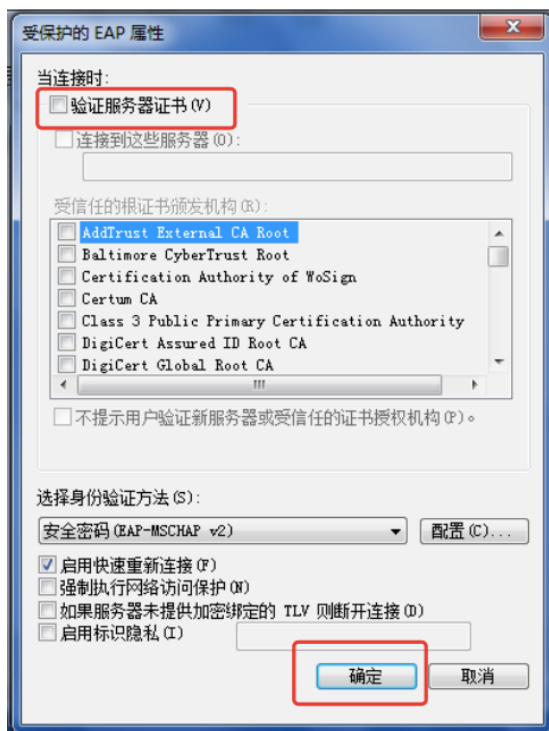 受保护的 EAP 属性
当连接时:
验证服务器证书(V)
连接到这些服务器(O):
受信任的根证书颁发机构(R):
AddTrust External CA Root
Baltimore CyberTrust Root
Certification Authority of WoSign
Certum CA
Class 3 Public Primary Certification Authority
DigiCert Assured ID Root CA
DigiCert Global Root CA
不提示用户验证新服务器或受信任的证书授权机构(P)。
选择身份验证方法(S):
安全密码(EAP-MSCHAP v2) 配置(C)...
启用快速重新连接(F)
强制执行网络访问保护(N)
如果服务器未提供加密绑定的 TLV 则断开连接(D)
启用标识隐私(I)
确定 取消